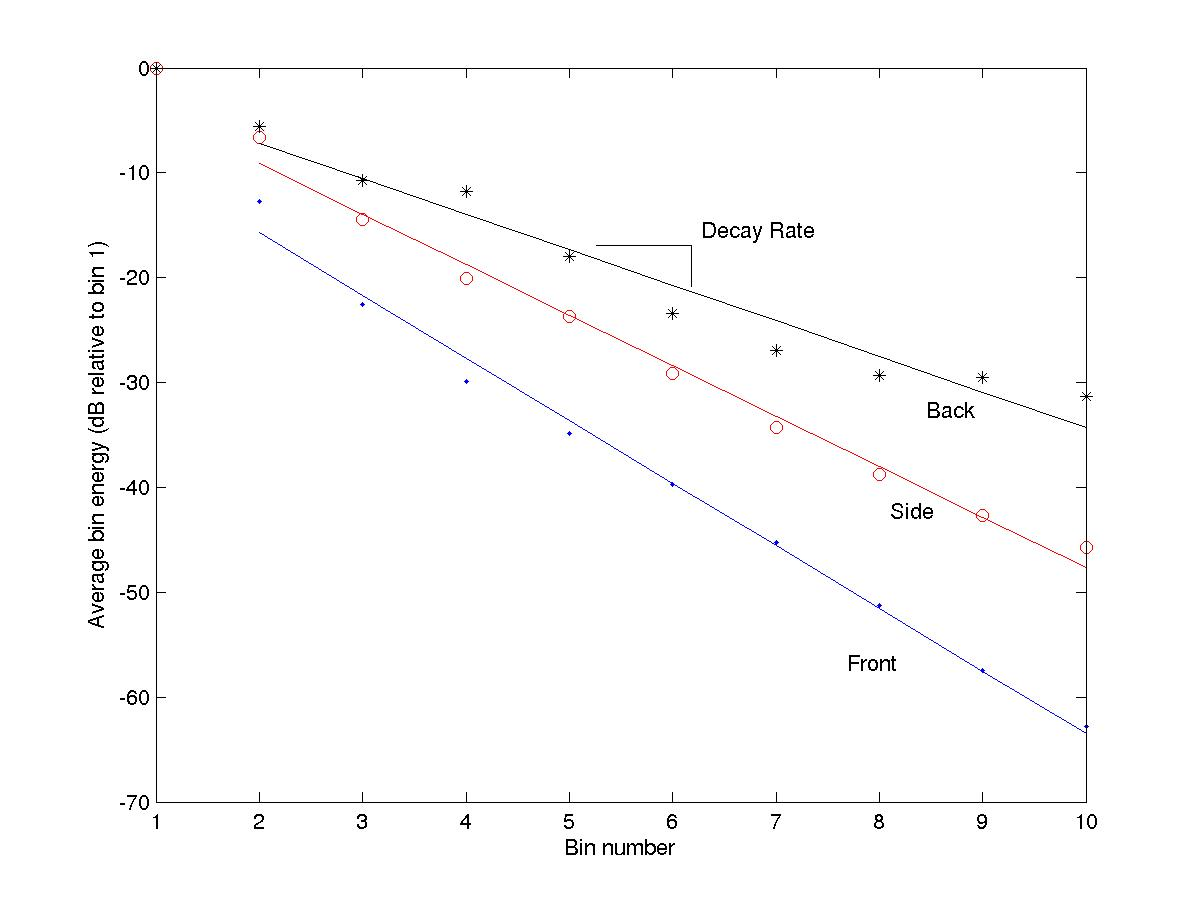 0
-10
-20
-30
-40
-50
-60
-70
Average bin energy (dB relative to bin 1)
Decay Rate
Back
Side
Front
1 2 3 4 5 6 7 8 9 10
Bin number